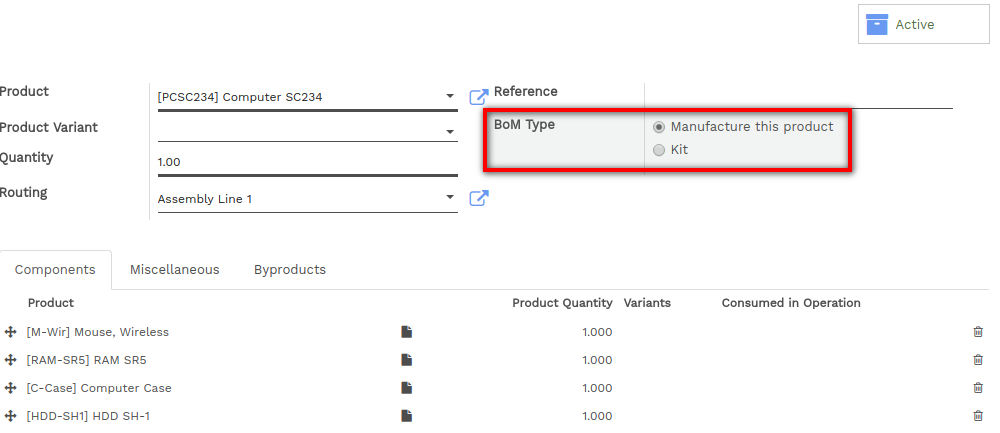 Active
Product [PCSC234] Computer SC234 Reference
Product Variant BoM Type Manufacture this product
Quantity 1.00 Kit
Routing Assembly Line 1
Components Miscellaneous Byproducts
Product Product Quantity Variants Consumed in Operation
[M-Wir] Mouse, Wireless 1.000
[RAM-SR5] RAM SR5 1.000
[C-Case] Computer Case 1.000
[HDD-SH1] HDD SH-1 1.000